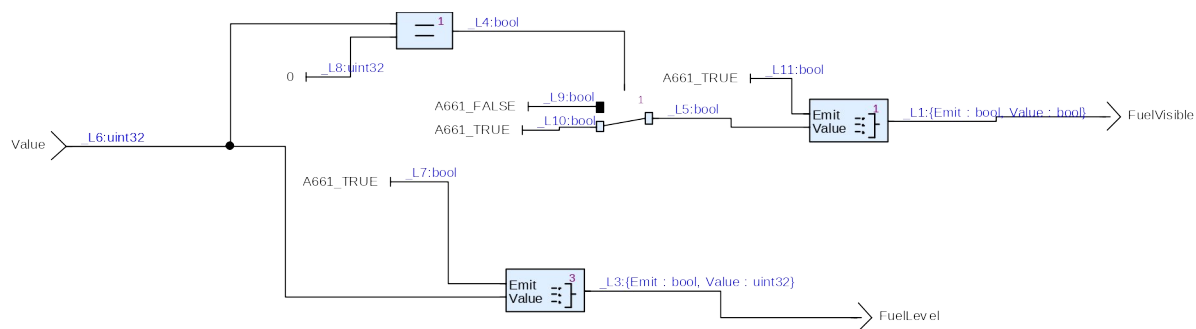 1
_L4:bool
0
_L8:uint32
A661_TRUE
_L11:bool
A661_FALSE
_L9:bool
1
_L5:bool
A661_TRUE
_L10:bool
Emit
Value
1
_L1:{Emit : bool, Value : bool}
FuelVisible
Value
_L6:uint32
A661_TRUE
_L7:bool
Emit
Value
3
_L3:{Emit : bool, Value : uint32}
FuelLevel